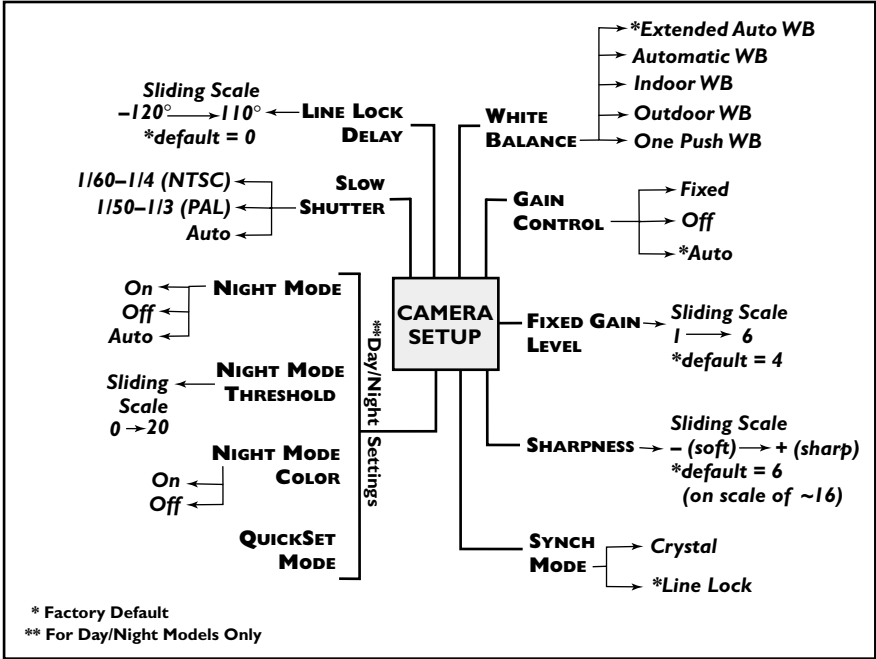 CAMERA
SETUP
Sliding Scale
–120° 110°
*default = 0
LINE LOCK
DELAY
1/60–1/4 (NTSC)
1/50–1/3 (PAL)
Auto
SLOW
SHUTTER
On
Off
Auto
NIGHT MODE
Sliding
Scale
0 → 20
NIGHT MODE
THRESHOLD
On
Off
NIGHT MODE
COLOR
QUICKSET
MODE
**Day/Night Settings
WHITE
BALANCE
*Extended Auto WB
Automatic WB
Indoor WB
Outdoor WB
One Push WB
GAIN
CONTROL
Fixed
Off
*Auto
FIXED GAIN
LEVEL
Sliding Scale
1 → 6
*default = 4
SHARPNESS
Sliding Scale
– (soft) → + (sharp)
*default = 6
(on scale of ~16)
SYNCH
MODE
Crystal
*Line Lock
* Factory Default
** For Day/Night Models Only